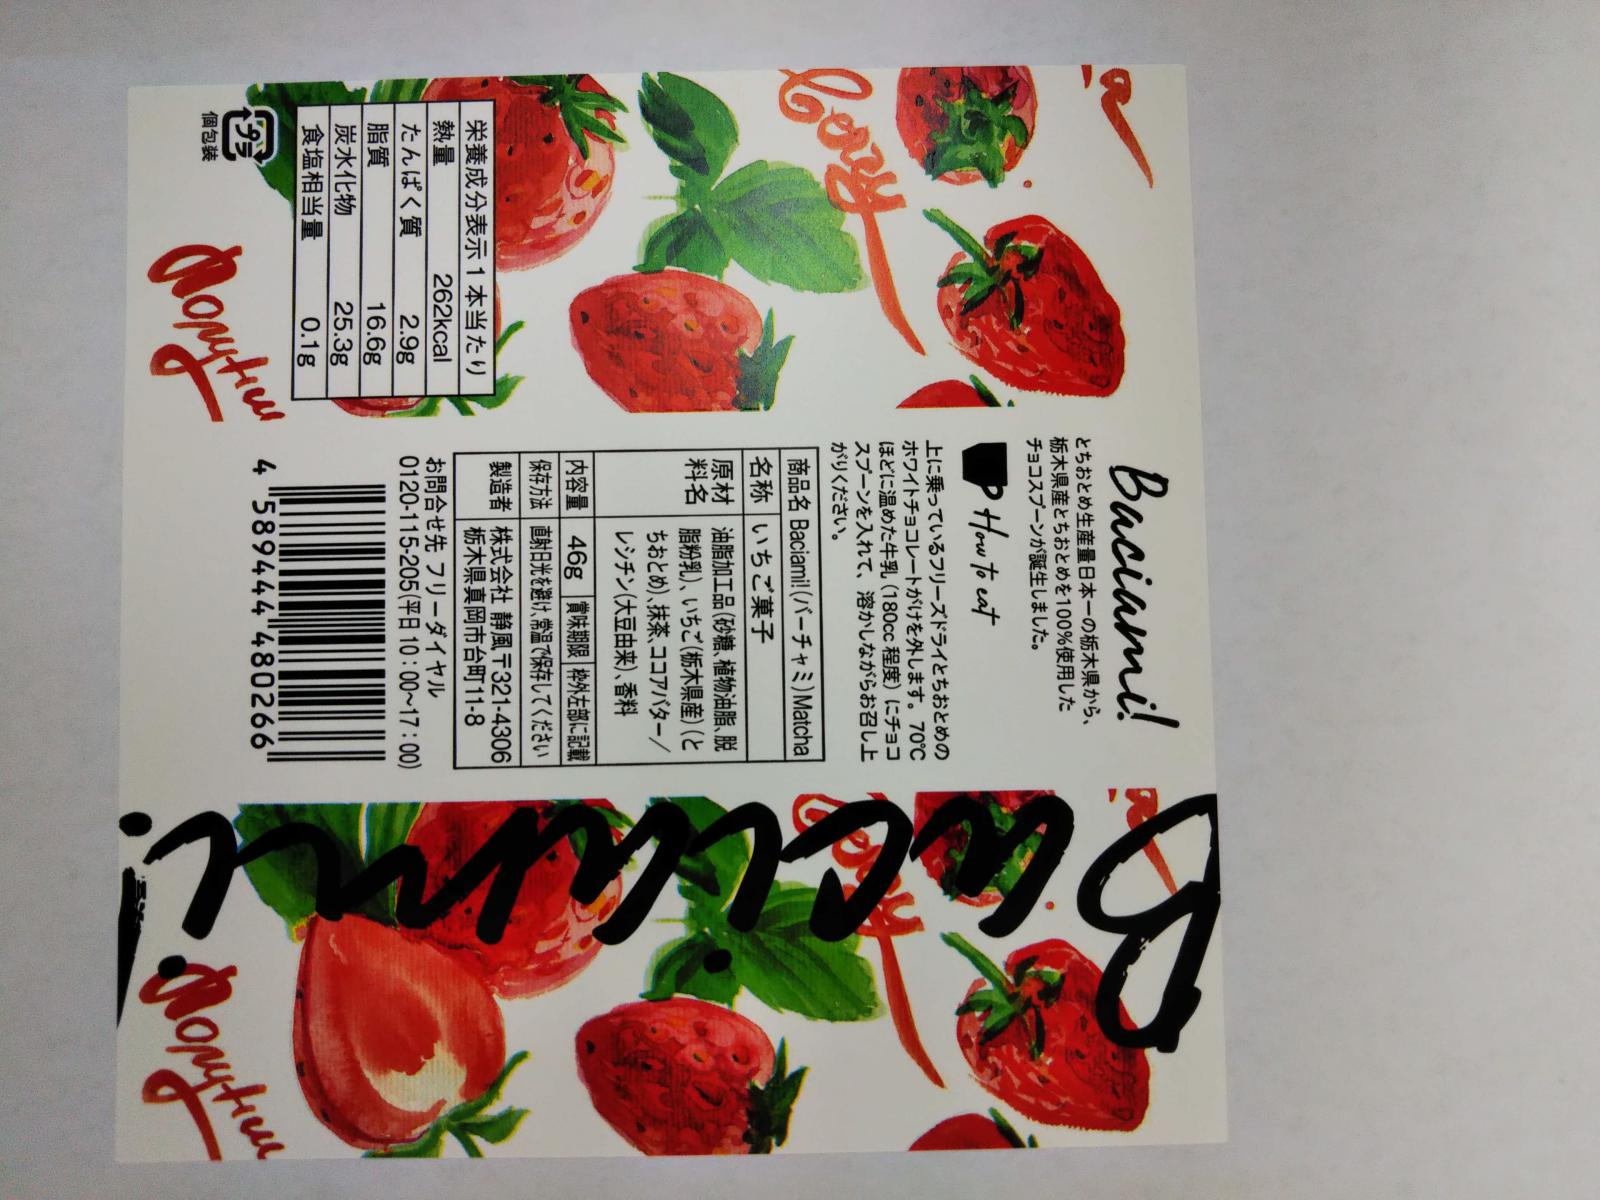 Baciami!
とちおとめ生産量日本一の栃木県から、
栃木県産とちおとめを100%使用した
チョコスプーンが誕生しました。
How to eat
上に乗っているフリーズドライとちおとめの
ホワイトチョコレートがけを外します。70℃
ほどに温めた牛乳(180cc 程度)にチョコ
スプーンを入れて、溶かしながらお召し上
がりください。
商品名 Baciami!(バーチャミ)Matcha
名称 いちご菓子
原材料名 油脂加工品(砂糖、植物油脂、脱
脂粉乳)、いちご(栃木県産)(と
ちおとめ)、抹茶、ココアバター/
レシチン(大豆由来)、香料
内容量 46g 賞味期限 枠外左部に記載
保存方法 直射日光を避け、常温で保存してください
製造者 株式会社 静風〒321-4306
栃木県真岡市台町11-8
お問合せ先 フリーダイヤル
0120-115-205(平日 10:00~17:00)
4 589444 480266
栄養成分表示 1 本当たり
熱量 262kcal
たんぱく質 2.9g
脂質 16.6g
炭水化物 25.3g
食塩相当量 0.1g
プラ
個包装
Baciami!